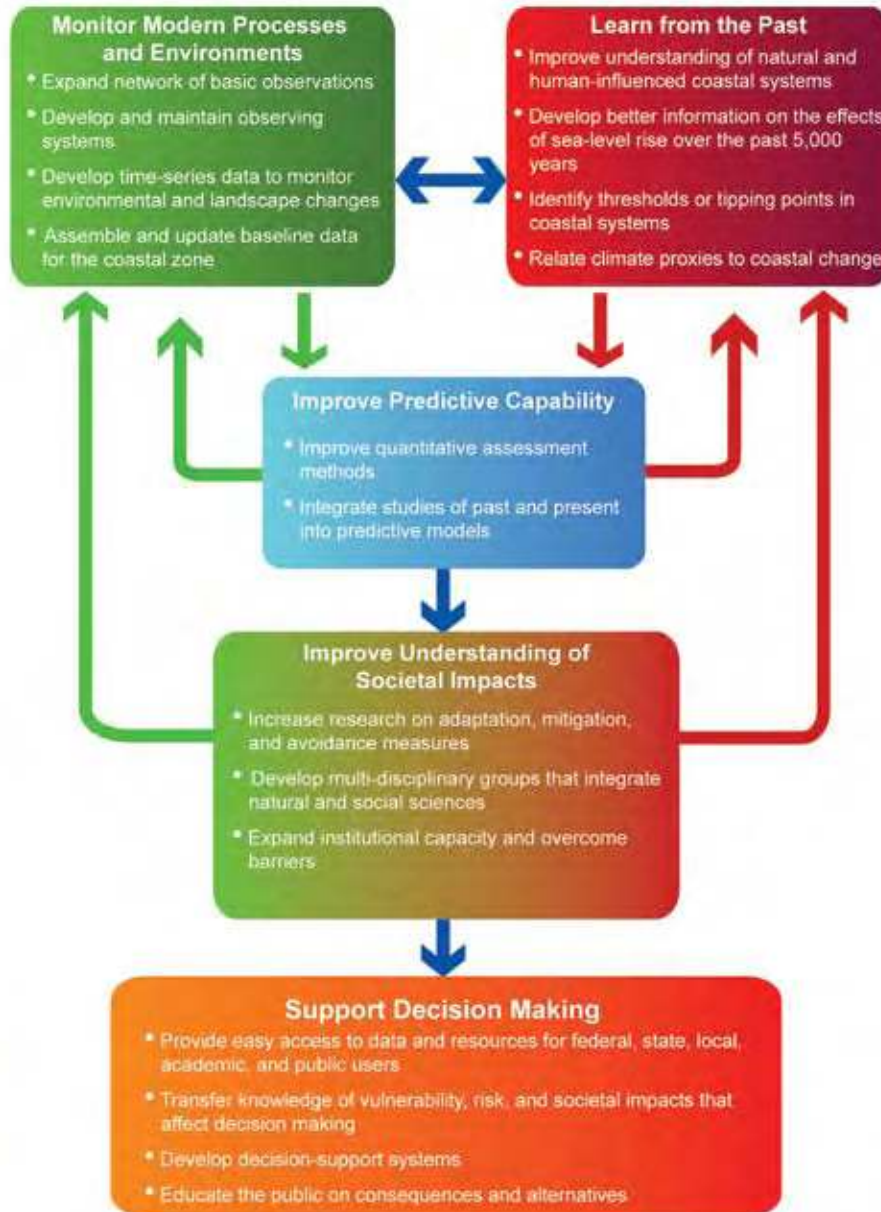 Monitor Modern Processes
and Environments
• Expand network of basic observations
• Develop and maintain observing
systems
• Develop time-series data to monitor
environmental and landscape changes
• Assemble and update baseline data
for the coastal zone
Learn from the Past
• Improve understanding of natural and
human-influenced coastal systems
• Develop better information on the effects
of sea-level rise over the past 5,000
years
• Identify thresholds or tipping points in
coastal systems
• Relate climate proxies to coastal change
Improve Predictive Capability
• Improve quantitative assessment
methods
• Integrate studies of past and present
into predictive models
Improve Understanding of
Societal Impacts
• Increase research on adaptation, mitigation,
and avoidance measures
• Develop multi-disciplinary groups that integrate
natural and social sciences
• Expand institutional capacity and overcome
barriers
Support Decision Making
• Provide easy access to data and resources for federal, state, local,
academic, and public users
• Transfer knowledge of vulnerability, risk, and societal impacts that
affect decision making
• Develop decision-support systems
• Educate the public on consequences and alternatives